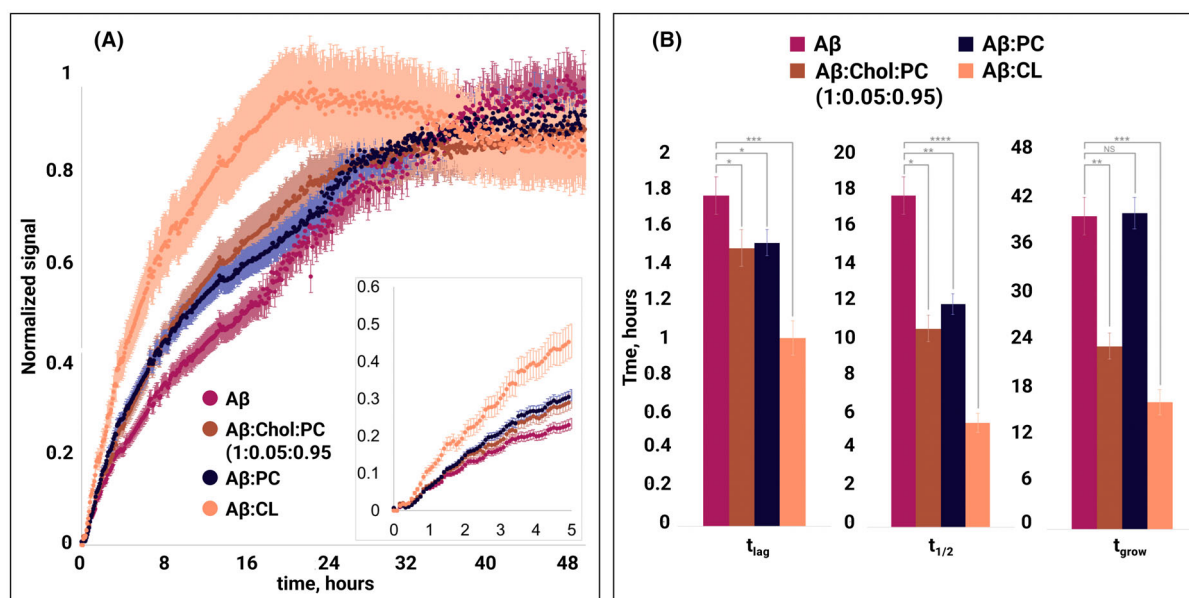 (A)
1
0.8
0.6
0.4
0.2
0
Normalized signal
0 8 16 24 32 40 48
time, hours
Aβ
Aβ:Chol:PC
(1:0.05:0.95
Aβ:PC
Aβ:CL
0.6
0.5
0.4
0.3
0.2
0.1
0
0 1 2 3 4 5
(B)
Aβ
Aβ:Chol:PC
(1:0.05:0.95)
Aβ:PC
Aβ:CL
Tme, hours
2
1.8
1.6
1.4
1.2
1
0.8
0.6
0.4
0.2
0
***
*
*
tlag
20
18
16
14
12
10
8
6
4
2
0
****
**
*
t1/2
48
42
36
30
24
18
12
6
0
***
NS
**
tgrow